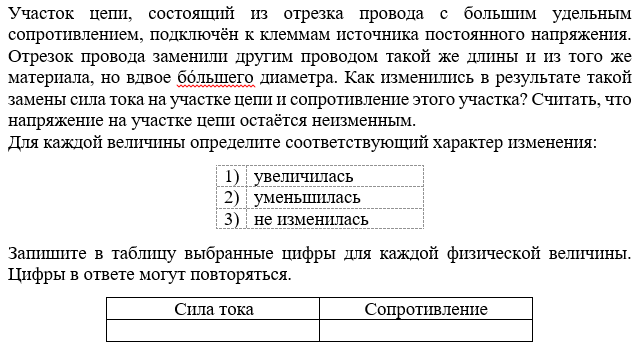 Участок цепи, состоящий из отрезка провода с большим удельным
сопротивлением, подключён к клеммам источника постоянного напряжения.
Отрезок провода заменили другим проводом такой же длины и из того же
материала, но вдвое бо́льшего диаметра. Как изменились в результате такой
замены сила тока на участке цепи и сопротивление этого участка? Считать, что
напряжение на участке цепи остаётся неизменным.
Для каждой величины определите соответствующий характер изменения:
1) увеличилась
2) уменьшилась
3) не изменилась
Запишите в таблицу выбранные цифры для каждой физической величины.
Цифры в ответе могут повторяться.
Сила тока Сопротивление